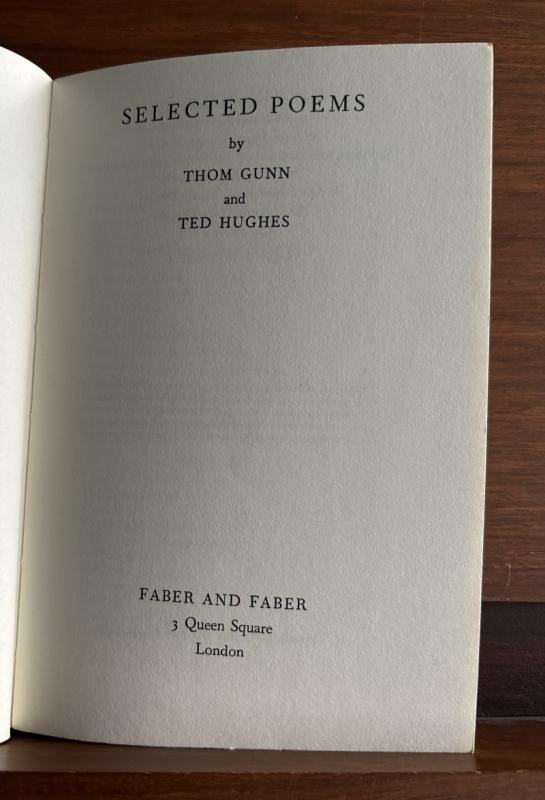 SELECTED POEMS
by
THOM GUNN
and
TED HUGHES
FABER AND FABER
3 Queen Square
London